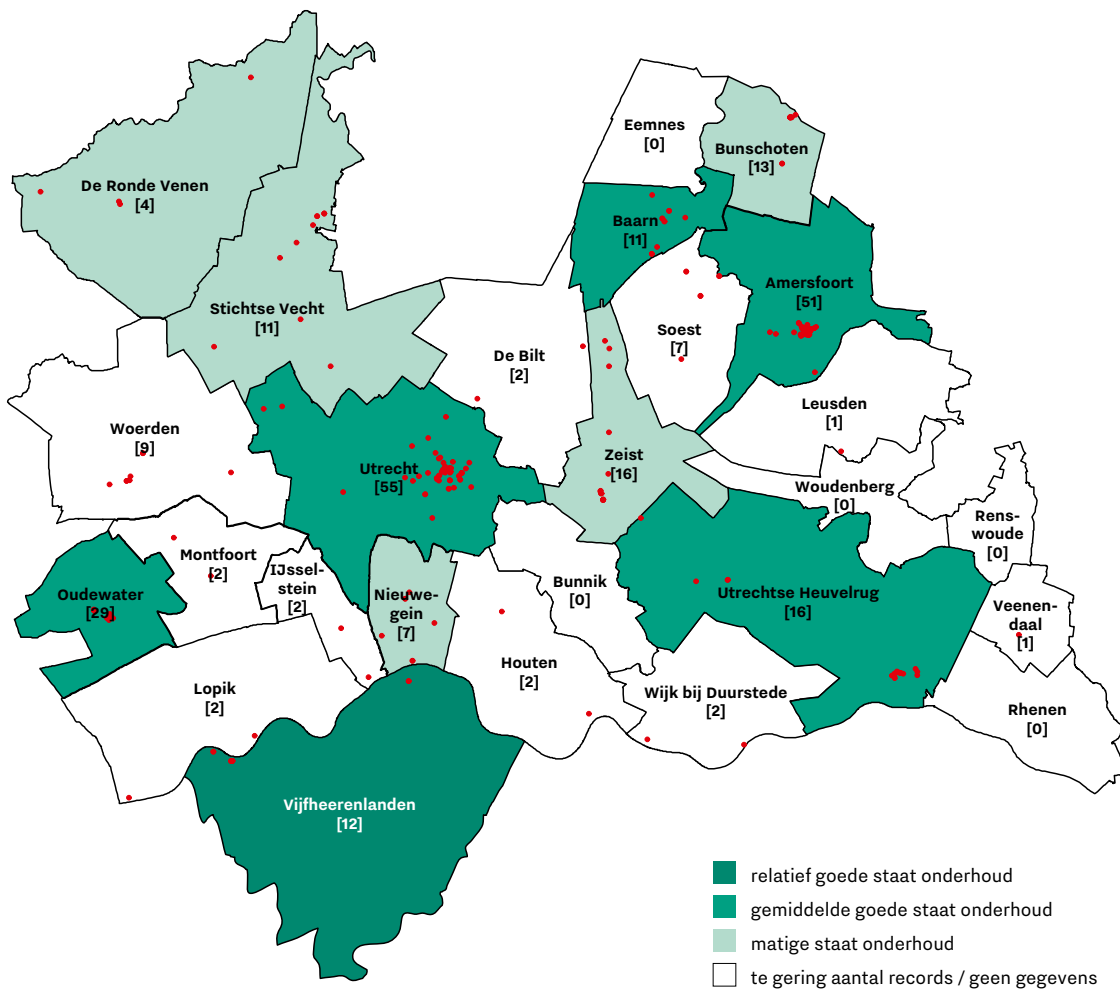 Eemnes
[0]
Bunschoten
[13]
De Ronde Venen
[4]
Baarn
[11]
Amersfoort
[51]
Stichtse Vecht
[11]
Soest
[7]
De Bilt
[2]
Leusden
[1]
Woerden
[9]
Zeist
[16]
Utrecht
[55]
Woudenberg
[0]
Rens-
woude
[0]
Montfoort
[2]
IJssel-
stein
[2]
Bunnik
[0]
Oudewater
[29]
Nieuwe-
gein
[7]
Utrechtse Heuvelrug
[16]
Veenen-
daal
[1]
Houten
[2]
Lopik
[2]
Wijk bij Duurstede
[2]
Rhenen
[0]
Vijfheerenlanden
[12]
relatief goede staat onderhoud
gemiddelde goede staat onderhoud
matige staat onderhoud
te gering aantal records / geen gegevens